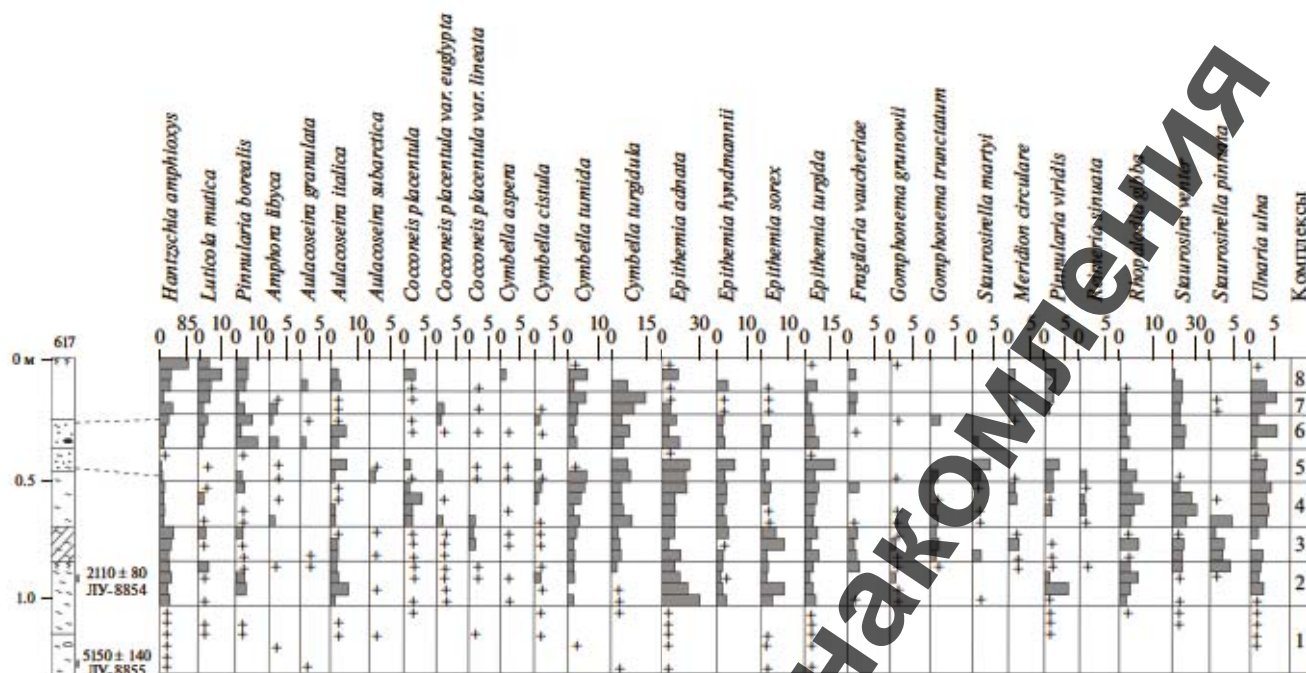 Hantzschia amphioxys
Luticola mutica
Pinnularia borealis
Amphora libyca
Aulacoseira granulata
Aulacoseira italica
Aulacoseira subarctica
Cocconeis placentula
Cocconeis placentula var. euglypta
Cocconeis placentula var. lineata
Cymbella aspera
Cymbella cistula
Cymbella tumida
Cymbella turgidula
Epithemia adnata
Epithemia hyndmannii
Epithemia sorex
Epithemia turgida
Fragilaria vaucheriae
Gomphonema grunowii
Gomphonema trunctatum
Staurosirella martyi
Meridion circulare
Pinnularia viridis
Reimeria sinuata
Rhopalodia gibba
Staurosira venter
Staurosirella pinnata
Ulnaria ulna
Комплексы
85 10 10 5 5 10 5 5 5 5 5 5 10 15 30 10 10 15 5 5 5 5 5 5 5 10 30 5 5
0 0 0 0 0 0 0 0 0 0 0 0 0 0 0 0 0 0 0 0 0 0 0 0 0 0 0 0 0
617
0 м
8
7
6
5
0.5
4
3
2110 ± 80
ЛУ-8854
2
1.0
1
5150 ± 140
ЛУ-8855
накомления